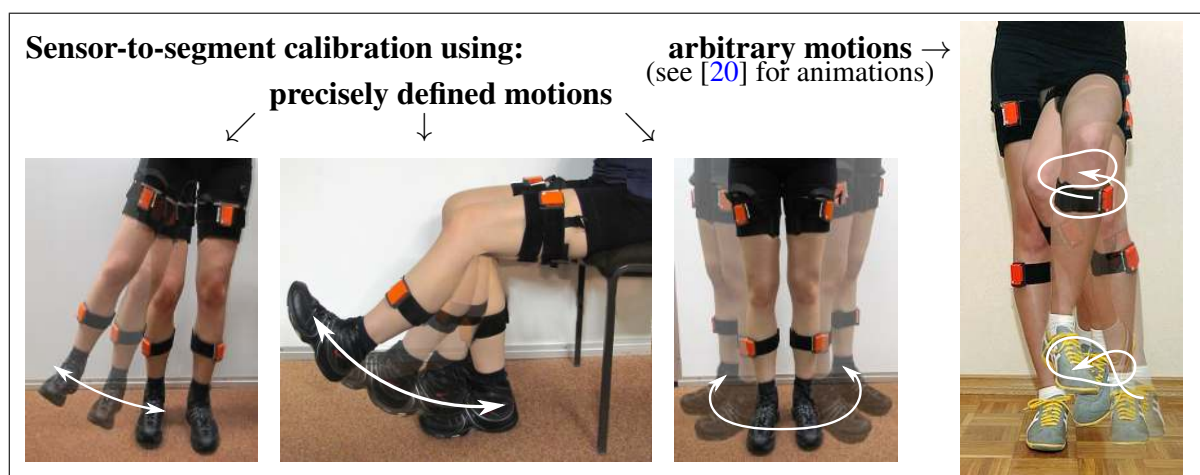 Sensor-to-segment calibration using:
arbitrary motions →
(see [20] for animations)
precisely defined motions